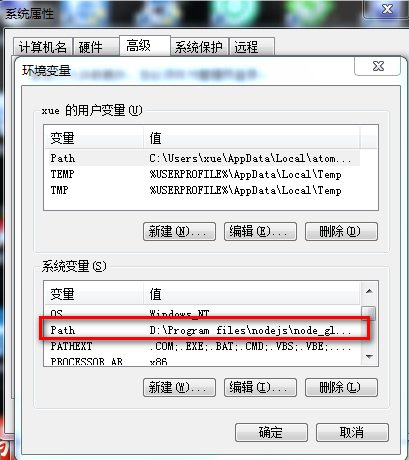 系统属性
计算机名 硬件 高级 系统保护 远程
环境变量
xue 的用户变量(U)
变量 值
Path C:\Users\xue\AppData\Local\atom...
TEMP %USERPROFILE%\AppData\Local\Temp
TMP %USERPROFILE%\AppData\Local\Temp
新建(N)... 编辑(E)... 删除(D)
系统变量(S)
变量 值
OS Windows_NT
Path D:\Program files\nodejs\node_gl...
PATHEXT .COM;.EXE;.BAT;.CMD;.VBS;.VBE;....
PROCESSOR_AR x86
新建(W)... 编辑(I)... 删除(L)
确定 取消